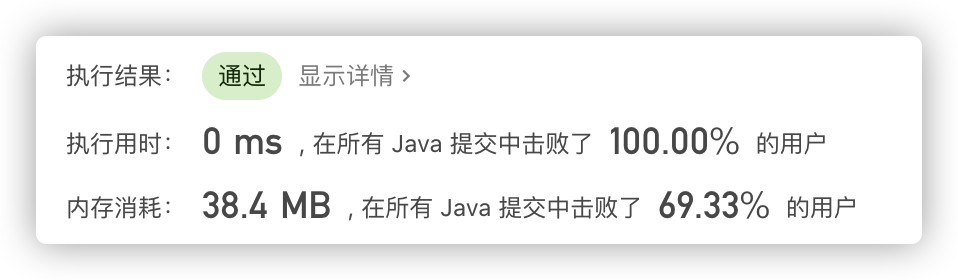 执行结果： 通过 显示详情 >
执行用时： 0 ms , 在所有 Java 提交中击败了 100.00% 的用户
内存消耗： 38.4 MB , 在所有 Java 提交中击败了 69.33% 的用户